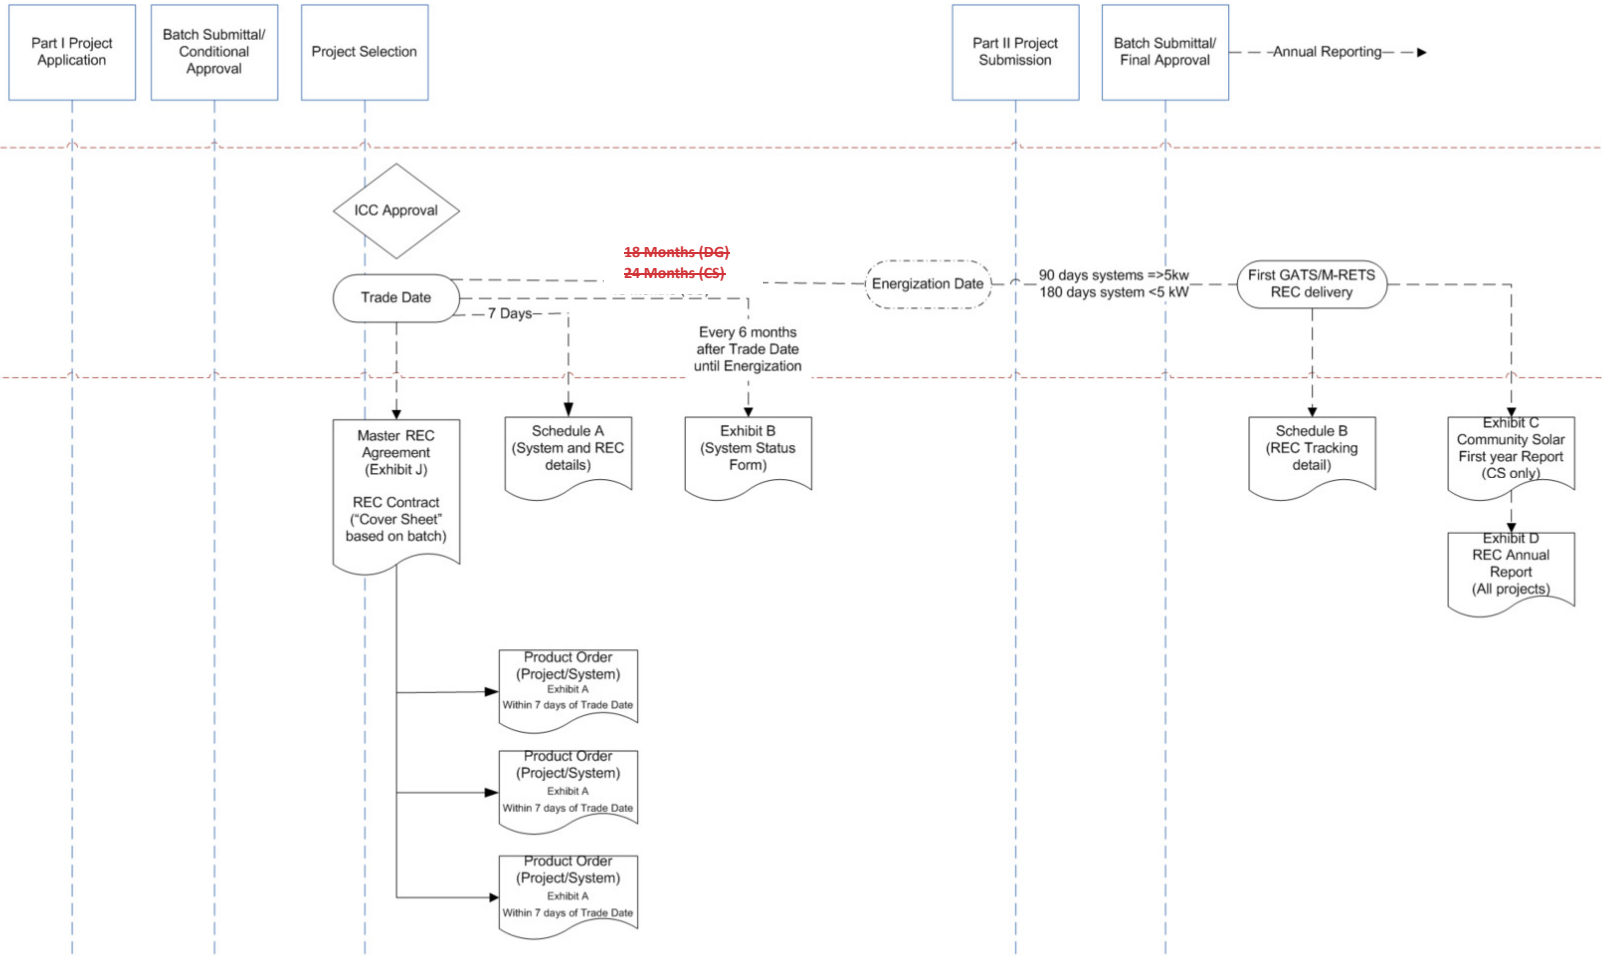 Part I Project
Application
Batch Submittal/
Conditional
Approval
Project Selection
Part II Project
Submission
Batch Submittal/
Final Approval
Annual Reporting
ICC Approval
18 Months (DG)
24 Months (CS)
Trade Date
Energization Date
90 days systems =>5kw
180 days system <5 kW
First GATS/M-RETS
REC delivery
7 Days
Every 6 months
after Trade Date
until Energization
Master REC
Agreement
(Exhibit J)
REC Contract
(“Cover Sheet”
based on batch)
Schedule A
(System and REC
details)
Exhibit B
(System Status
Form)
Schedule B
(REC Tracking
detail)
Exhibit C
Community Solar
First year Report
(CS only)
Exhibit D
REC Annual
Report
(All projects)
Product Order
(Project/System)
Exhibit A
Within 7 days of Trade Date
Product Order
(Project/System)
Exhibit A
Within 7 days of Trade Date
Product Order
(Project/System)
Exhibit A
Within 7 days of Trade Date